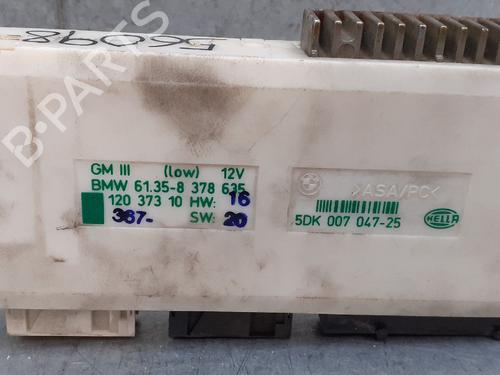 56098
GM III (low) 12V
BMW 61.35-8 378 635
120 373 10 HW: 16
367- SW: 20
>ASA/PC<
5DK 007 047-25
HELLA
B-PARTS